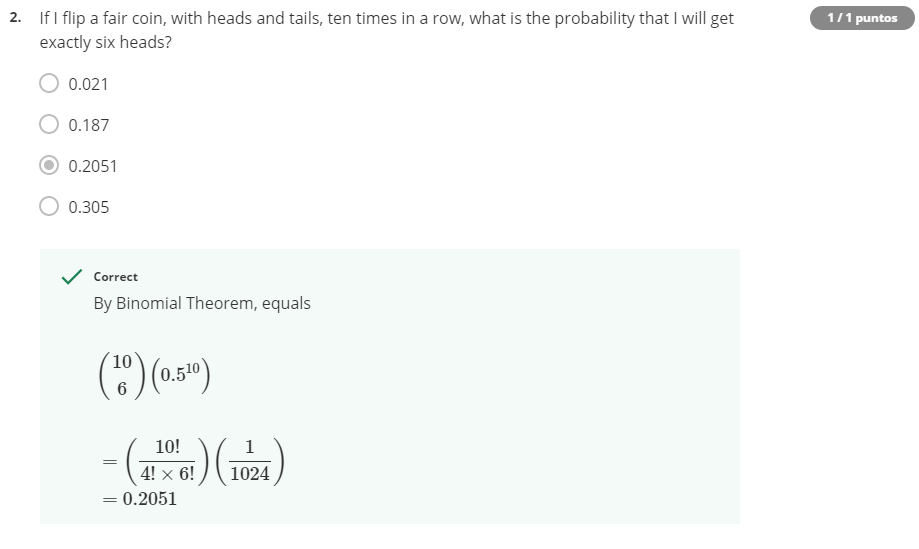 2. If I flip a fair coin, with heads and tails, ten times in a row, what is the probability that I will get
exactly six heads?
1 / 1 puntos
0.021
0.187
0.2051
0.305
Correct
By Binomial Theorem, equals
(10
6)(0.5¹⁰)
= (10!
4! × 6!)(1
1024)
= 0.2051